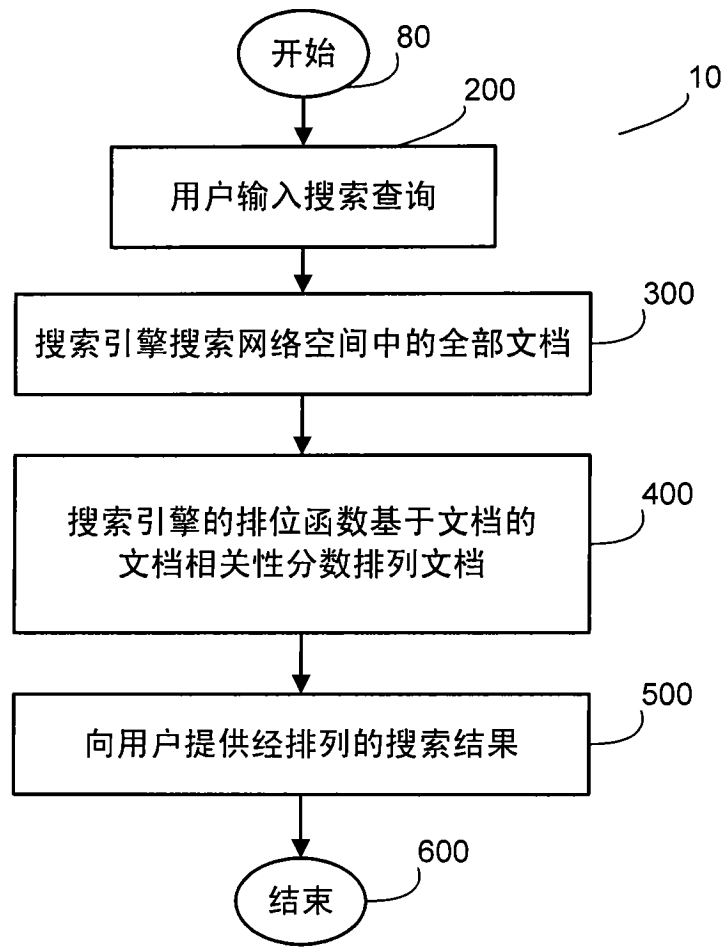 开始
80
10
200
用户输入搜索查询
300
搜索引擎搜索网络空间中的全部文档
400
搜索引擎的排位函数基于文档的
文档相关性分数排列文档
500
向用户提供经排列的搜索结果
600
结束